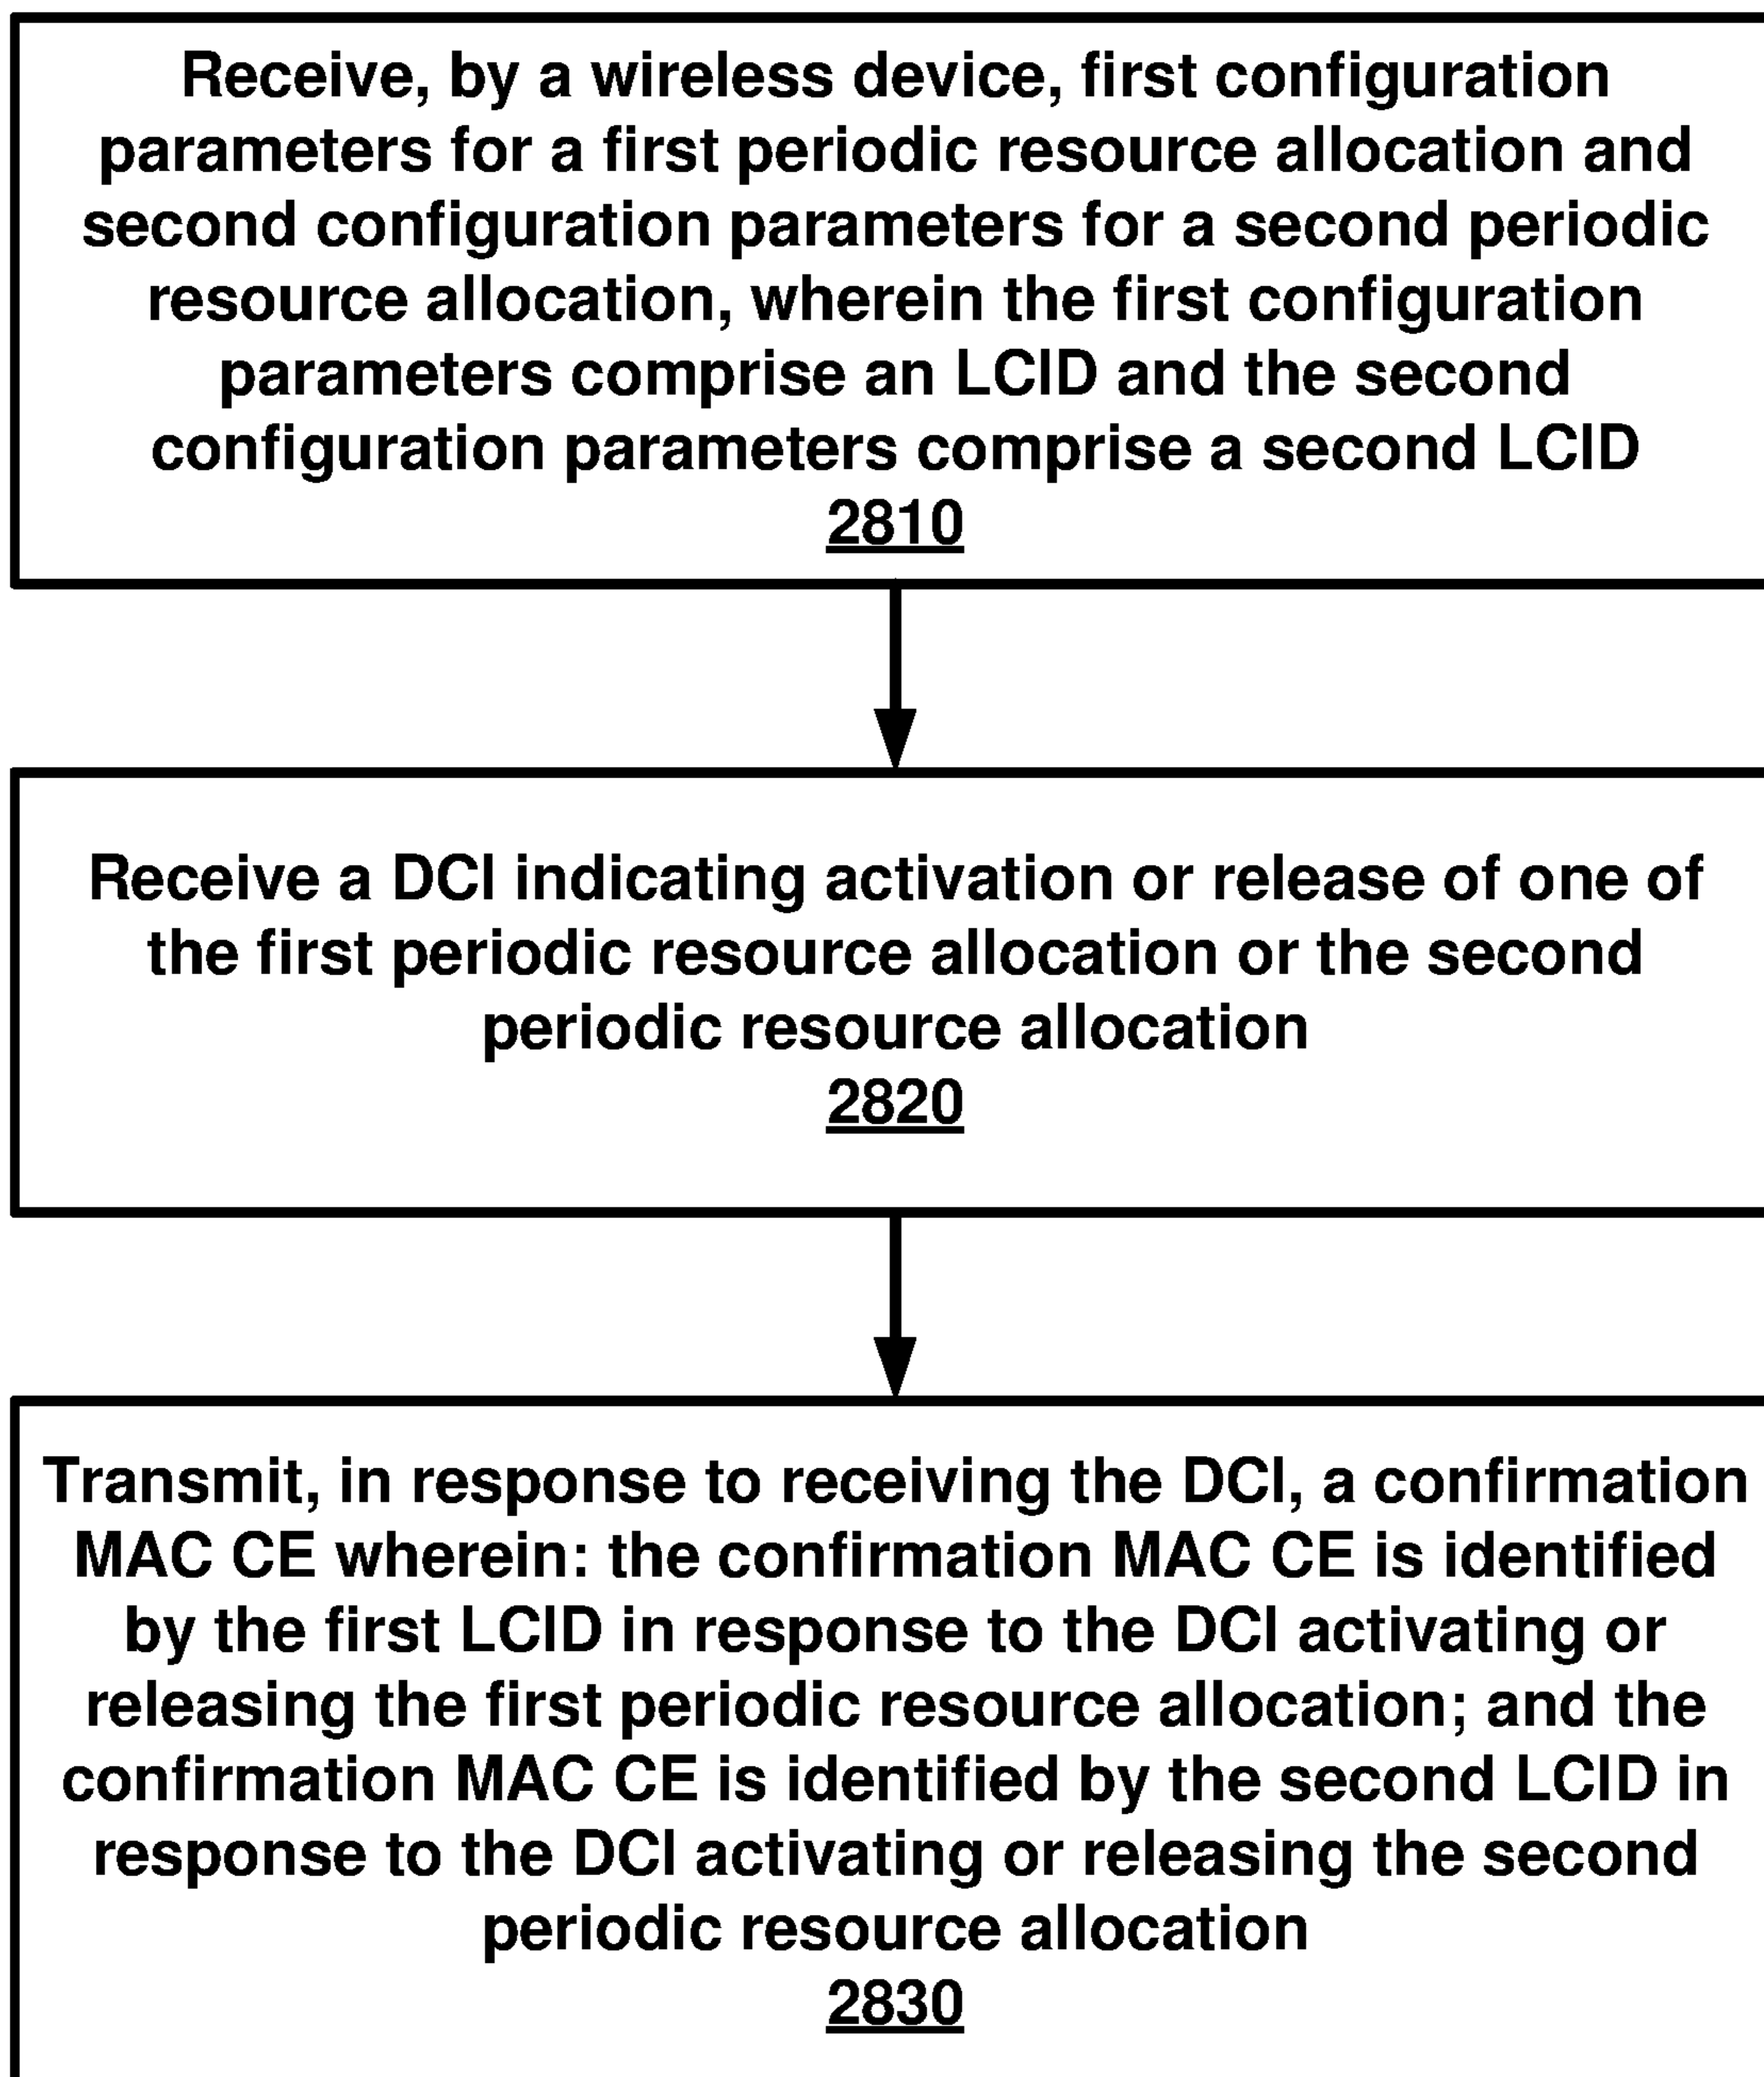 Receive, by a wireless device, first configuration
parameters for a first periodic resource allocation and
second configuration parameters for a second periodic
resource allocation, wherein the first configuration
parameters comprise an LCID and the second
configuration parameters comprise a second LCID
2810
Receive a DCI indicating activation or release of one of
the first periodic resource allocation or the second
periodic resource allocation
2820
Transmit, in response to receiving the DCI, a confirmation
MAC CE wherein: the confirmation MAC CE is identified
by the first LCID in response to the DCI activating or
releasing the first periodic resource allocation; and the
confirmation MAC CE is identified by the second LCID in
response to the DCI activating or releasing the second
periodic resource allocation
2830